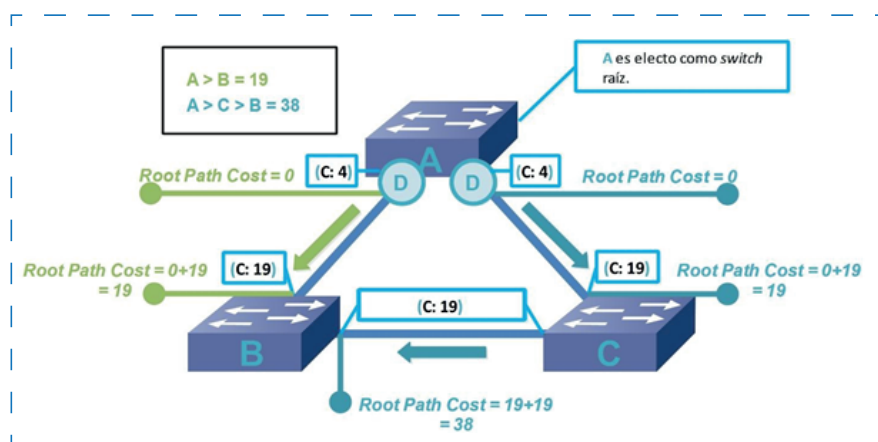 A > B = 19
A > C > B = 38
A es electo como switch
raíz.
A
Root Path Cost = 0
(C: 4)
D
D
(C: 4)
Root Path Cost = 0
Root Path Cost = 0+19
= 19
(C: 19)
(C: 19)
(C: 19)
Root Path Cost = 0+19
= 19
B
C
Root Path Cost = 19+19
= 38